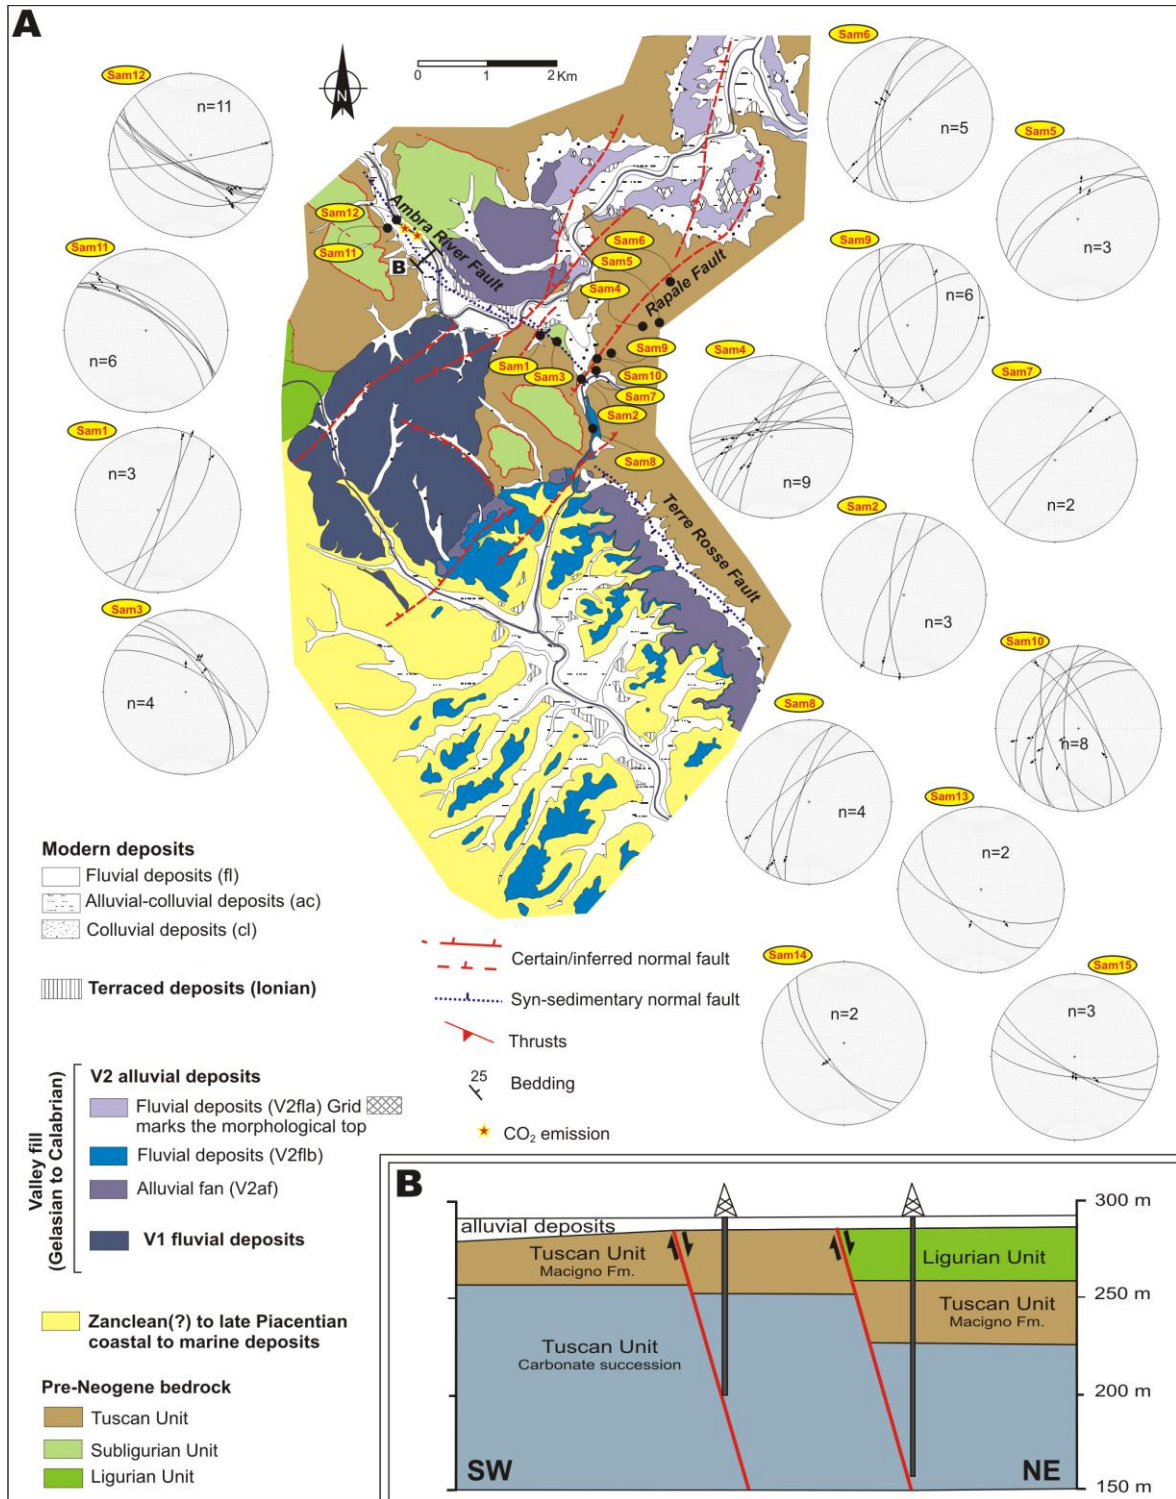 A
N
0 1 2 Km
Sam12
n=11
Sam11
n=6
Sam1
n=3
Sam3
n=4
Sam6
n=5
Sam5
n=3
Sam9
n=6
Sam4
n=9
Sam7
n=2
Sam2
n=3
Sam10
n=8
Sam8
n=4
Sam13
n=2
Sam14
n=2
Sam15
n=3
Sam12
Sam11
Ambra River Fault
B
Sam6
Sam5
Sam4
Rapale Fault
Sam1
Sam3
Sam9
Sam10
Sam7
Sam2
Sam8
Terre Rosse Fault
Modern deposits
Fluvial deposits (fl)
Alluvial-colluvial deposits (ac)
Colluvial deposits (cl)
Terraced deposits (Ionian)
Valley fill
(Gelasian to Calabrian)
V2 alluvial deposits
Fluvial deposits (V2fla) Grid
marks the morphological top
Fluvial deposits (V2flb)
Alluvial fan (V2af)
V1 fluvial deposits
Zanclean(?) to late Piacentian
coastal to marine deposits
Pre-Neogene bedrock
Tuscan Unit
Subligurian Unit
Ligurian Unit
Certain/inferred normal fault
Syn-sedimentary normal fault
Thrusts
25
Bedding
CO2 emission
B
alluvial deposits
Tuscan Unit
Macigno Fm.
Ligurian Unit
Tuscan Unit
Macigno Fm.
Tuscan Unit
Carbonate succession
SW
NE
300 m
250 m
200 m
150 m